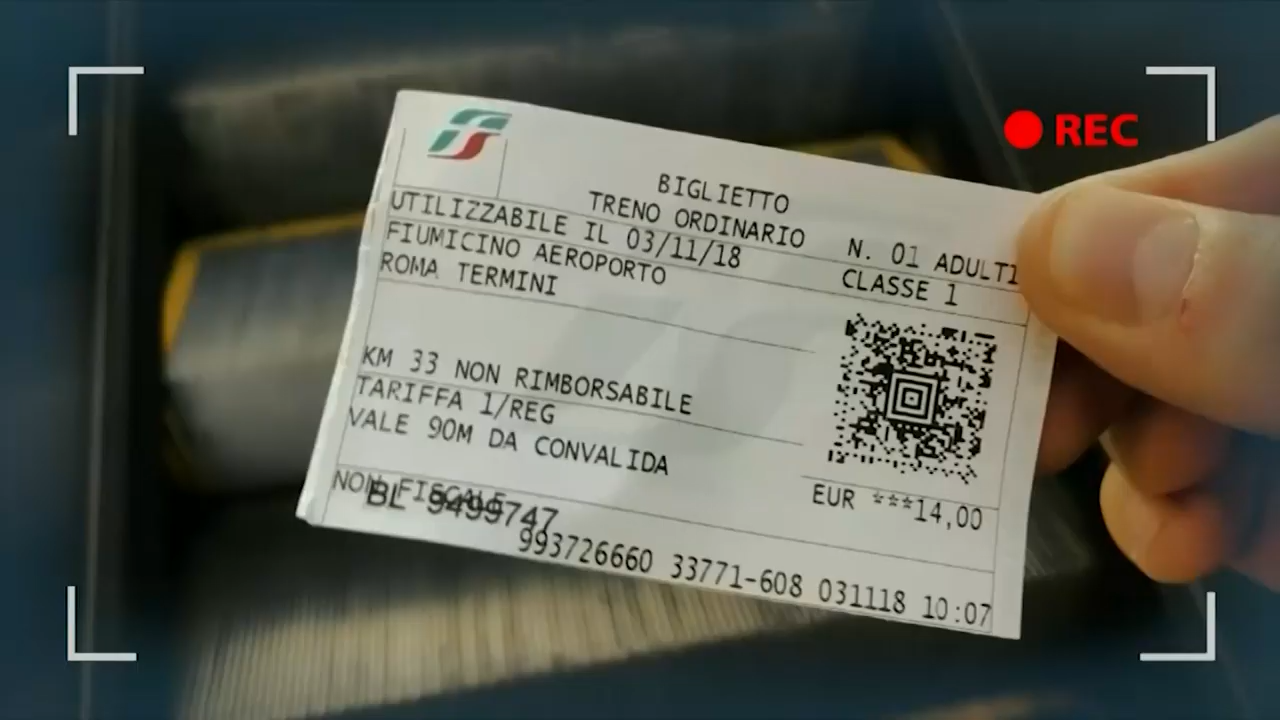 REC
BIGLIETTO
TRENO ORDINARIO
UTILIZZABILE IL 03/11/18
N. 01 ADULTI
FIUMICINO AEROPORTO
CLASSE 1
ROMA TERMINI
KM 33 NON RIMBORSABILE
TARIFFA 1/REG
VALE 90M DA CONVALIDA
EUR ***14,00
NON FISCALE
BL 9499747
993726660 33771-608 031118 10:07